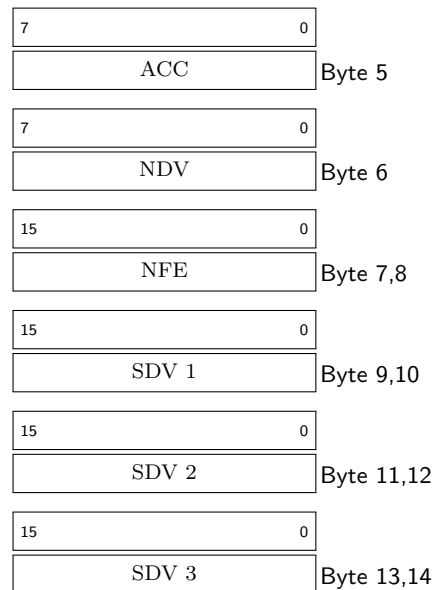 7 0
ACC Byte 5
7 0
NDV Byte 6
15 0
NFE Byte 7,8
15 0
SDV 1 Byte 9,10
15 0
SDV 2 Byte 11,12
15 0
SDV 3 Byte 13,14